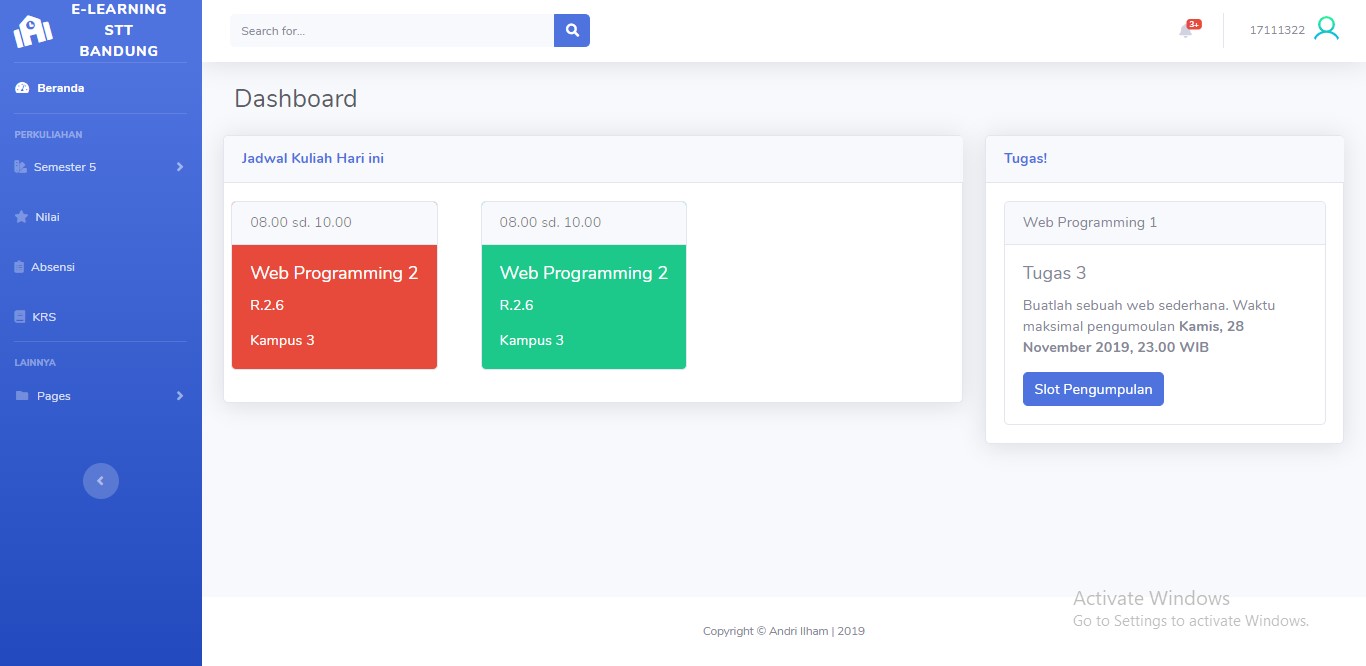 E-LEARNING
STT
BANDUNG
Beranda
PERKULIAHAN
Semester 5
Nilai
Absensi
KRS
LAINNYA
Pages
Search for...
3+
17111322
Dashboard
Jadwal Kuliah Hari ini
08.00 sd. 10.00
Web Programming 2
R.2.6
Kampus 3
08.00 sd. 10.00
Web Programming 2
R.2.6
Kampus 3
Tugas!
Web Programming 1
Tugas 3
Buatlah sebuah web sederhana. Waktu
maksimal pengumoulan Kamis, 28
November 2019, 23.00 WIB
Slot Pengumpulan
Activate Windows
Go to Settings to activate Windows.
Copyright © Andri Ilham | 2019